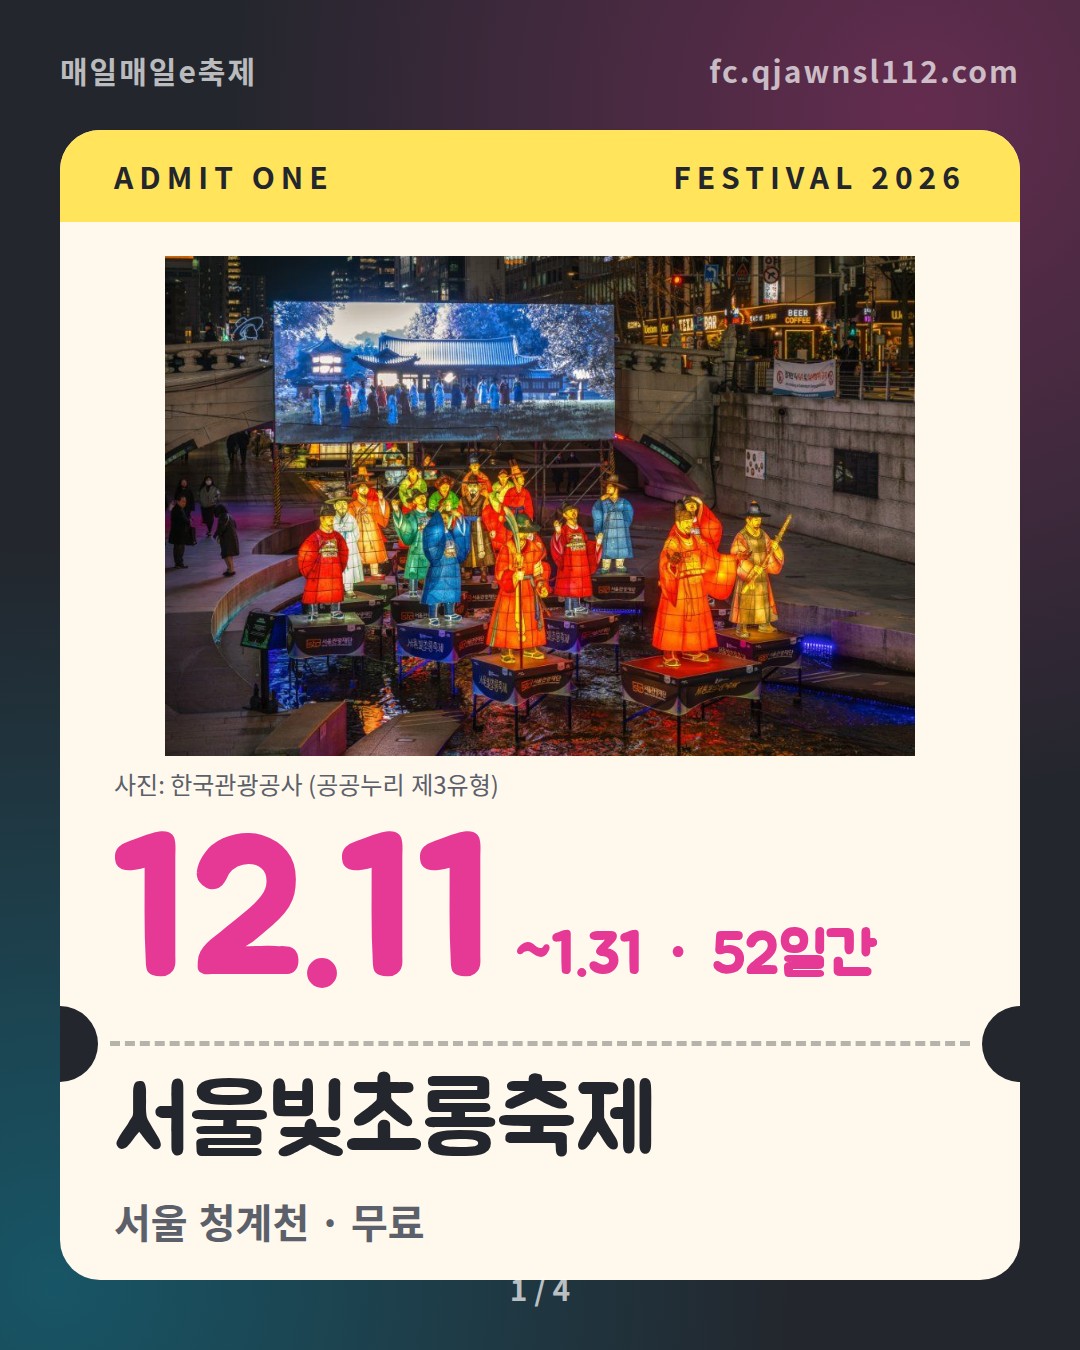 매일매일e축제
fc.qjawnsl112.com
ADMIT ONE
FESTIVAL 2026
BEER
COFFEE
사진: 한국관광공사 (공공누리 제3유형)
12.11 ~1.31 · 52일간
서울빛초롱축제
서울 청계천 · 무료
1 / 4